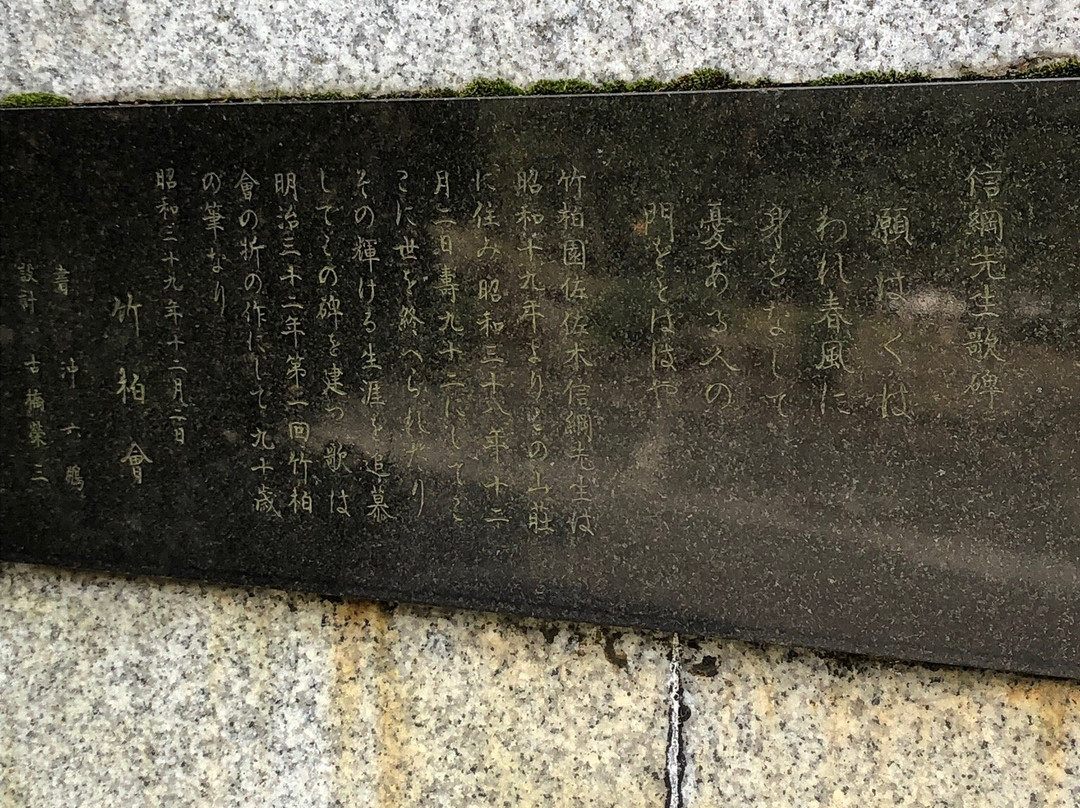 信綱先生歌碑
願はくは
われ春風に
身をなして
憂ある人の
門をとはばや
竹柏園佐佐木信綱先生は
昭和十九年よりこの山荘
に住み昭和三十八年十二
月二日壽九十二にしてこ
こに世を終へられたり
その輝ける生涯を追慕
してこの碑を建つ歌は
明治三十二年第一回竹柏
會の折の作にして九十歳
の筆なり
昭和三十九年十二月二日
竹柏會
書 沖六鵬
設計 古橋榮三